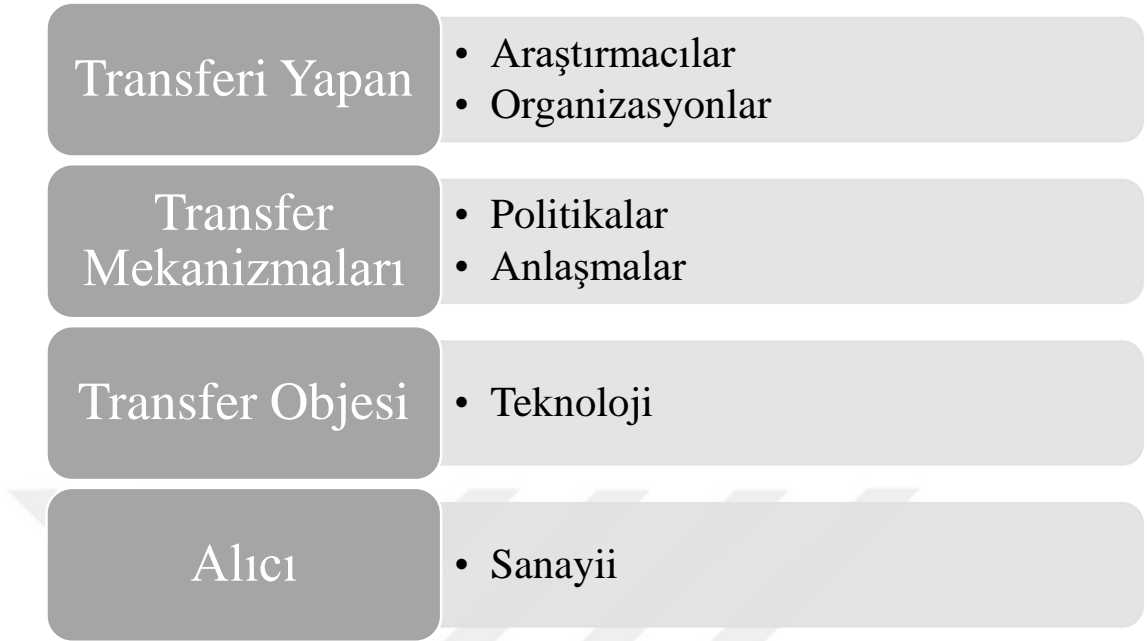 Transferi Yapan
• Araştırmacılar
• Organizasyonlar
Transfer
Mekanizmaları
• Politikalar
• Anlaşmalar
Transfer Objesi
• Teknoloji
Alıcı
• Sanayii